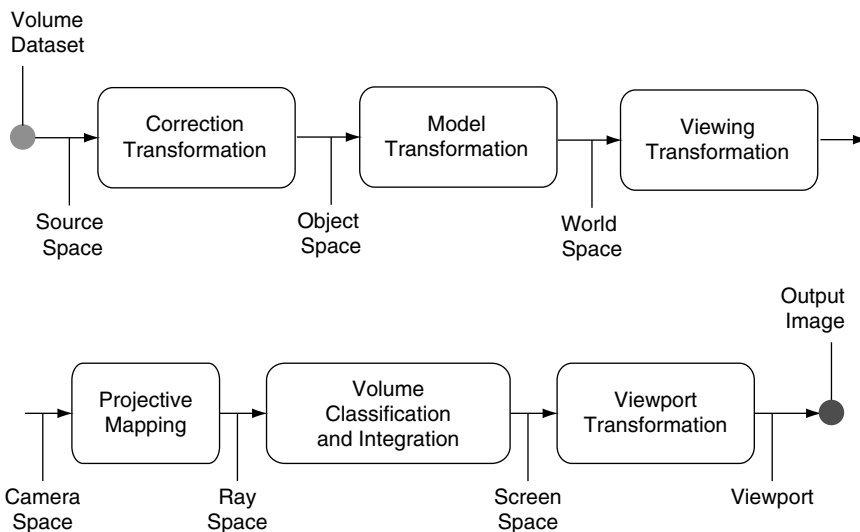 Volume
Dataset
Correction
Transformation
Model
Transformation
Viewing
Transformation
Source
Space
Object
Space
World
Space
Output
Image
Projective
Mapping
Volume
Classification
and Integration
Viewport
Transformation
Camera
Space
Ray
Space
Screen
Space
Viewport